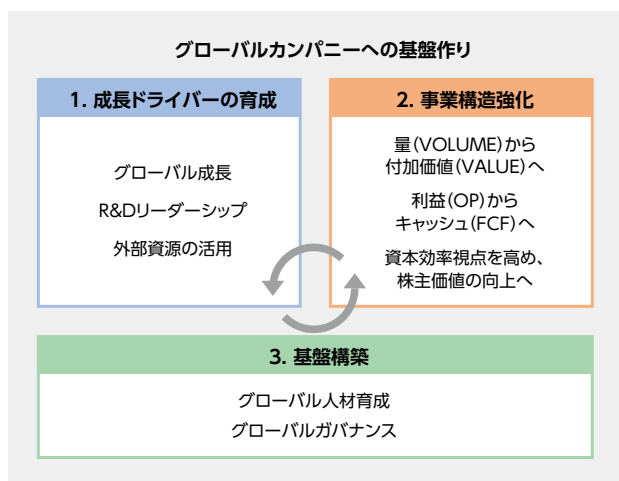 グローバルカンパニーへの基盤作り
1. 成長ドライバーの育成
グローバル成長
R&Dリーダーシップ
外部資源の活用
2. 事業構造強化
量(VOLUME)から
付加価値(VALUE)へ
利益(OP)から
キャッシュ(FCF)へ
資本効率視点を高め、
株主価値の向上へ
3. 基盤構築
グローバル人材育成
グローバルガバナンス